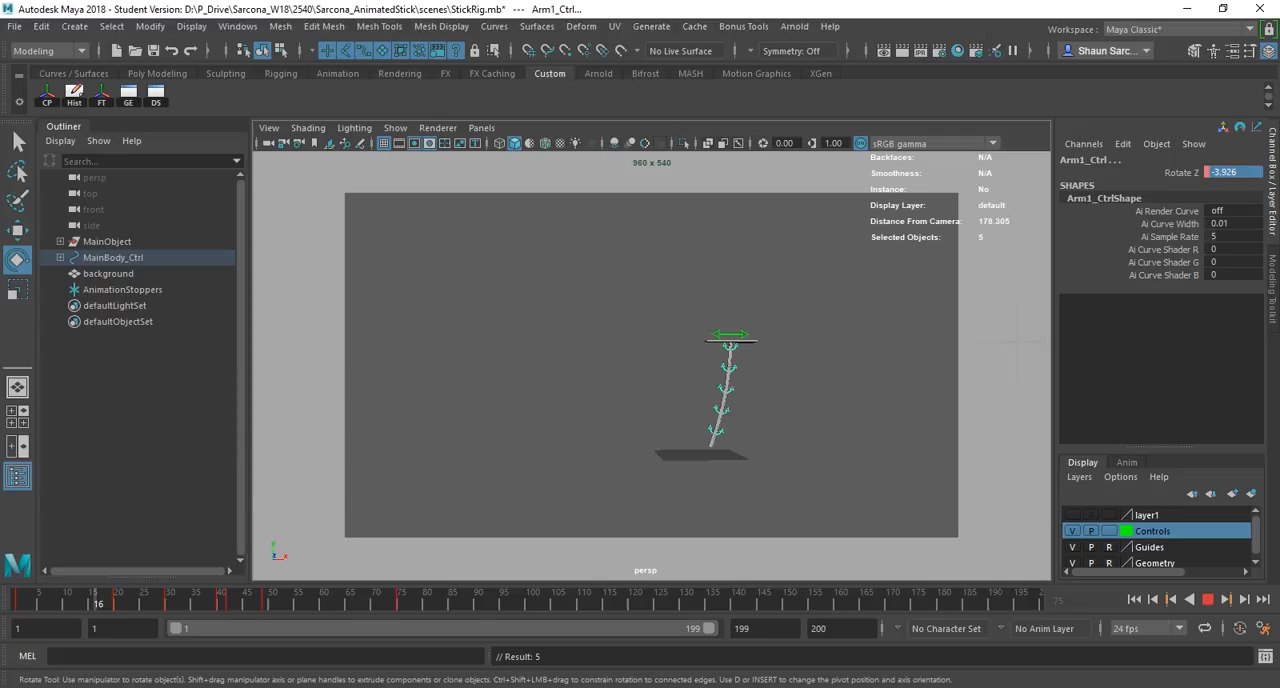 Autodesk Maya 2018 - Student Version: D:\P_Drive\Sarcona_W18\2540\Sarcona_AnimatedStick\scenes\StickRig.mb* --- Arm1_Ctrl...
File Edit Create Select Modify Display Windows Mesh Edit Mesh Mesh Tools Mesh Display Curves Surfaces Deform UV Generate Cache Custom Bonus Tools Arnold Help
Workspace : Maya Classic*
Modeling No Live Surface Symmetry: Off Shaun Sarc...
Curves / Surfaces Poly Modeling Sculpting Rigging Animation Rendering FX FX Caching Custom Arnold Bifrost MASH Motion Graphics XGen
CP Hist FT GE DS
Outliner
Display Show Help
Search...
persp
top
front
side
MainObject
MainBody_Ctrl
background
AnimationStoppers
defaultLightSet
defaultObjectSet
View Shading Lighting Show Renderer Panels
0.00 1.00 sRGB gamma
960 x 540
Backfaces: N/A
Smoothness: N/A
Instance: No
Display Layer: default
Distance From Camera: 178.305
Selected Objects: 5
persp
Channels Edit Object Show
Arm1_Ctrl...
Rotate Z -3.926
SHAPES
Arm1_CtrlShape
Ai Render Curve off
Ai Curve Width 0.01
Ai Sample Rate 5
Ai Curve Shader R 0
Ai Curve Shader G 0
Ai Curve Shader B 0
Channel Box / Layer Editor
Modeling Toolkit
Display Anim
Layers Options Help
layer1
V P Controls
V P R Guides
V P R Geometry
5 10 15 20 25 30 35 40 45 50 55 60 65 70 75 80 85 90 95 100 105 110 115 120 125 130 135 140 145 150 155 160 165 170 175 180 185 190 195 2
16
75
1 1 1 199 199 200 No Character Set No Anim Layer 24 fps
MEL // Result: 5
Rotate Tool: Use manipulator to rotate object(s). Shift+drag manipulator axis or plane handles to extrude components or clone objects. Ctrl+Shift+LMB+drag to constrain rotation to connected edges. Use D or INSERT to change the pivot position and axis orientation.